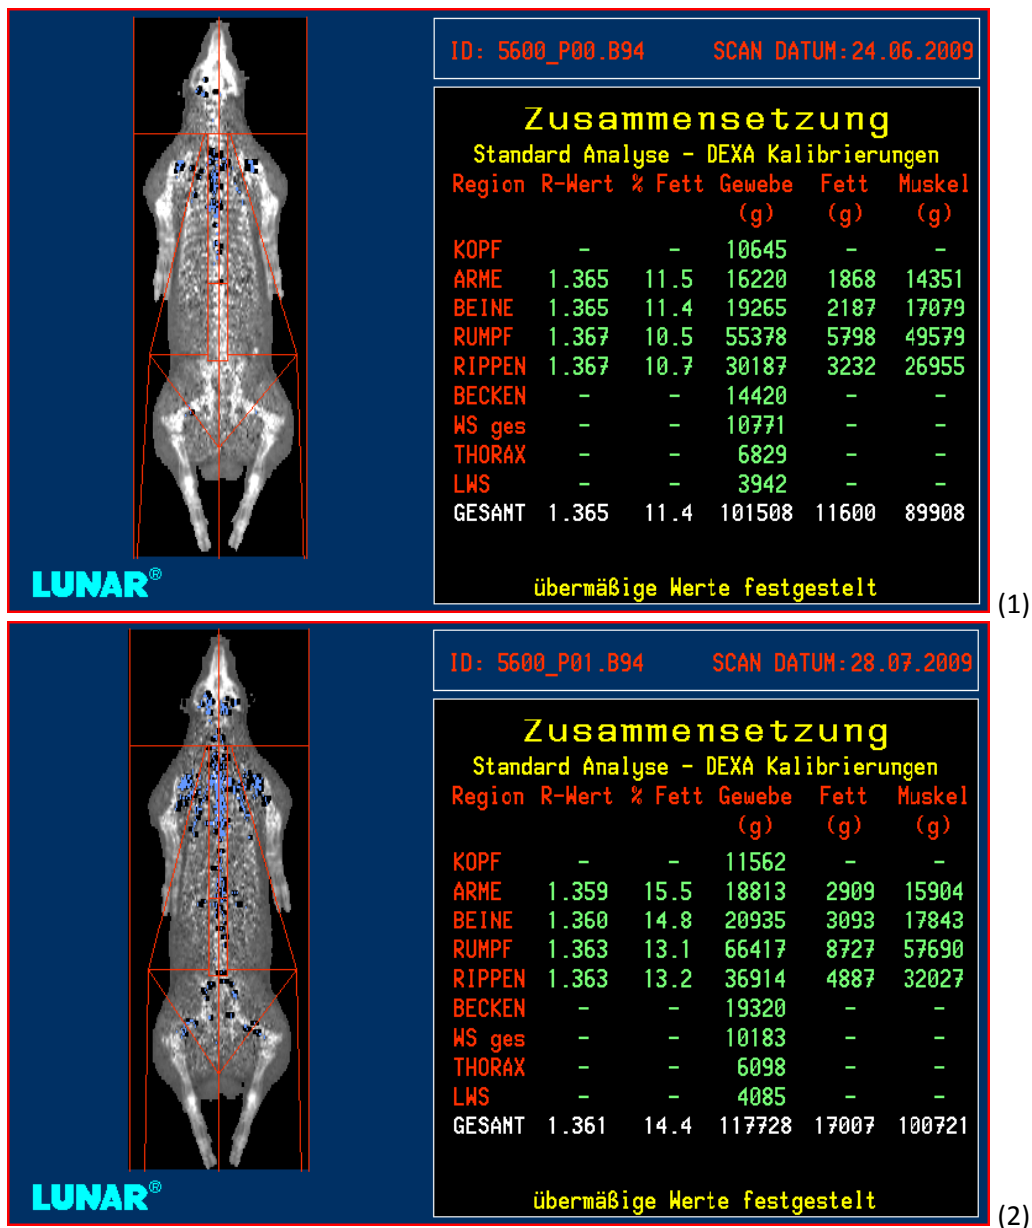 ID: 5600_P00.B94 SCAN DATUM:24.06.2009
Zusammensetzung
Standard Analyse - DEXA Kalibrierungen
Region R-Wert % Fett Gewebe Fett Muskel
(g) (g) (g)
KOPF - - 10645 - -
ARME 1.365 11.5 16220 1868 14351
BEINE 1.365 11.4 19265 2187 17079
RUMPF 1.367 10.5 55378 5798 49579
RIPPEN 1.367 10.7 30187 3232 26955
BECKEN - - 14420 - -
WS ges - - 10771 - -
THORAX - - 6829 - -
LWS - - 3942 - -
GESAMT 1.365 11.4 101508 11600 89908
übermäßige Werte festgestelt
LUNAR®
(1)
ID: 5600_P01.B94 SCAN DATUM:28.07.2009
Zusammensetzung
Standard Analyse - DEXA Kalibrierungen
Region R-Wert % Fett Gewebe Fett Muskel
(g) (g) (g)
KOPF - - 11562 - -
ARME 1.359 15.5 18813 2909 15904
BEINE 1.360 14.8 20935 3093 17843
RUMPF 1.363 13.1 66417 8727 57690
RIPPEN 1.363 13.2 36914 4887 32027
BECKEN - - 19320 - -
WS ges - - 10183 - -
THORAX - - 6098 - -
LWS - - 4085 - -
GESAMT 1.361 14.4 117728 17007 100721
übermäßige Werte festgestelt
LUNAR®
(2)